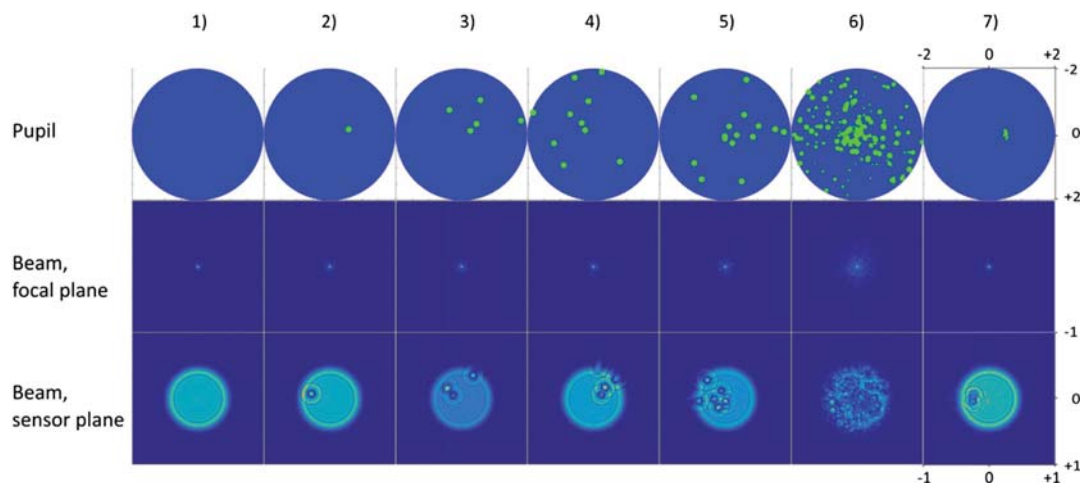 1) 2) 3) 4) 5) 6) 7)
-2 0 +2
Pupil
-2
0
+2
Beam,
focal plane
-1
Beam,
sensor plane
0
+1
-1 0 +1